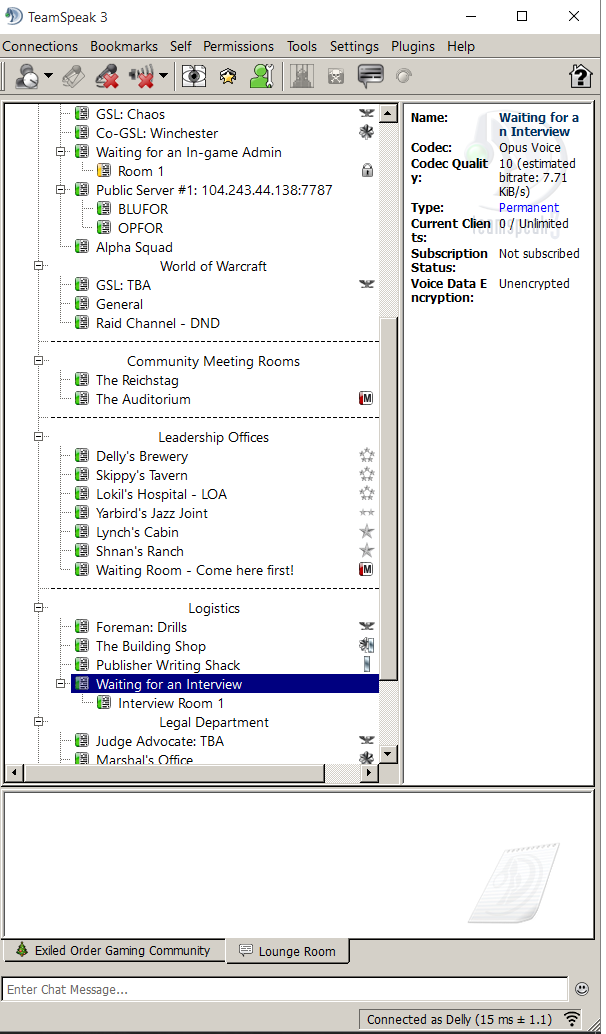 TeamSpeak 3
Connections Bookmarks Self Permissions Tools Settings Plugins Help
GSL: Chaos
Co-GSL: Winchester
Waiting for an In-game Admin
Room 1
Public Server #1: 104.243.44.138:7787
BLUFOR
OPFOR
Alpha Squad
World of Warcraft
GSL: TBA
General
Raid Channel - DND
Community Meeting Rooms
The Reichstag
The Auditorium
M
Leadership Offices
Delly's Brewery
Skippy's Tavern
Lokil's Hospital - LOA
Yarbird's Jazz Joint
Lynch's Cabin
Shnan's Ranch
Waiting Room - Come here first!
M
Logistics
Foreman: Drills
The Building Shop
Publisher Writing Shack
Waiting for an Interview
Interview Room 1
Legal Department
Judge Advocate: TBA
Marshal's Office
Name: Waiting for a
n Interview
Codec: Opus Voice
Codec Qualit 10 (estimated
y: bitrate: 7.71
KiB/s)
Type: Permanent
Current Clien 0 / Unlimited
ts:
Subscription Not subscribed
Status:
Voice Data E Unencrypted
ncryption:
teamspeak3
Exiled Order Gaming Community
Lounge Room
Enter Chat Message...
Connected as Delly (15 ms ± 1.1)